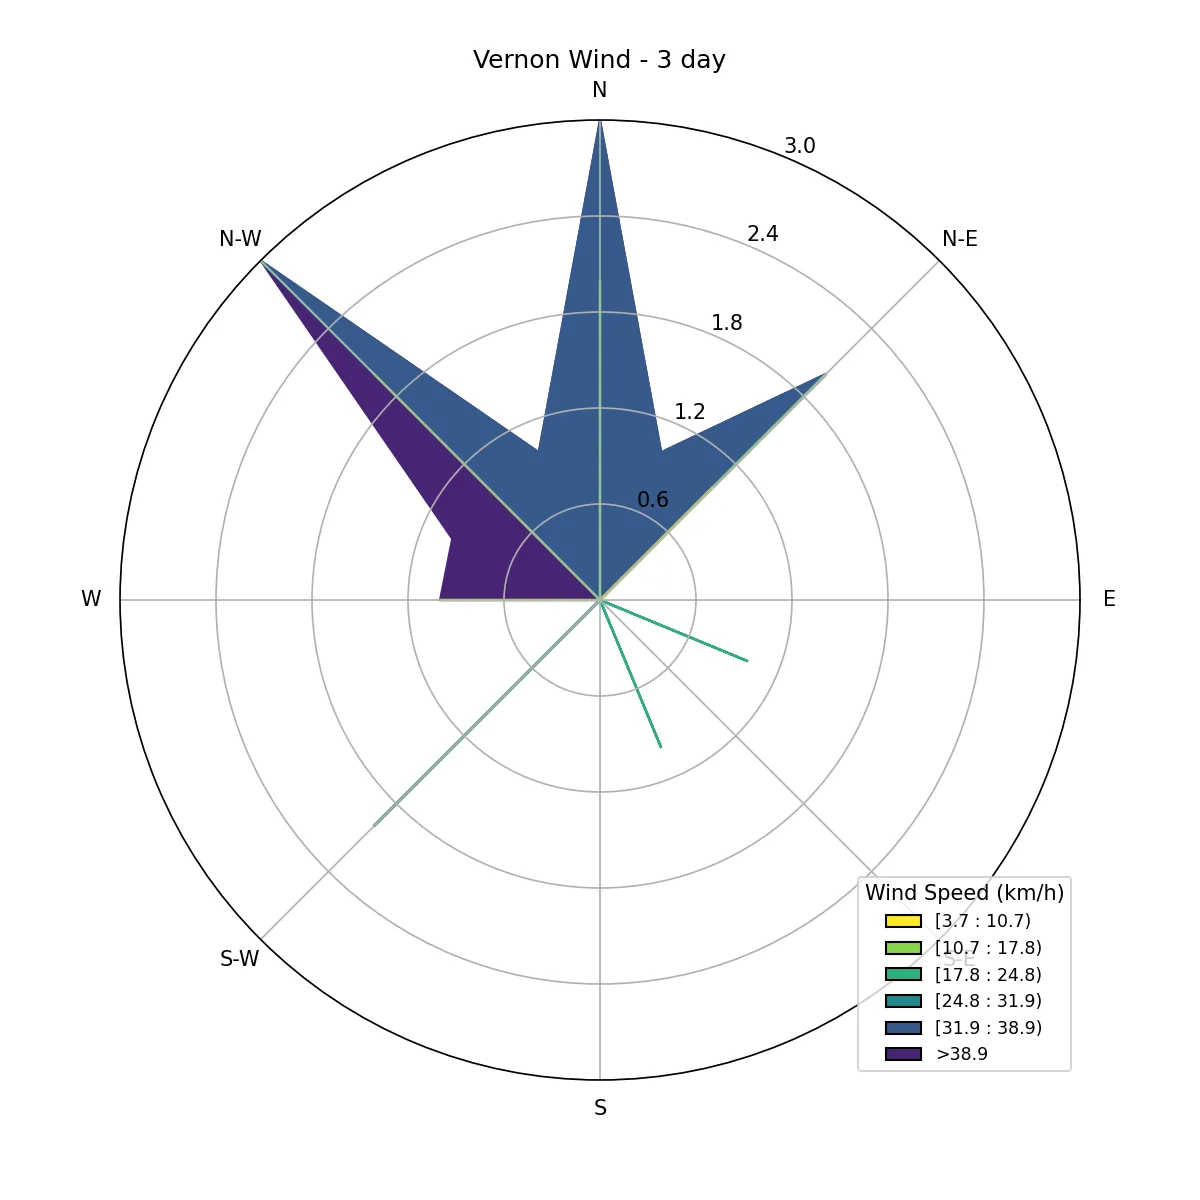 Vernon Wind - 3 day
N
3.0
N-W
N-E
2.4
1.8
1.2
0.6
W
E
Wind Speed (km/h)
[3.7 : 10.7)
[10.7 : 17.8)
S-W
S-E
[17.8 : 24.8)
[24.8 : 31.9)
[31.9 : 38.9)
>38.9
S